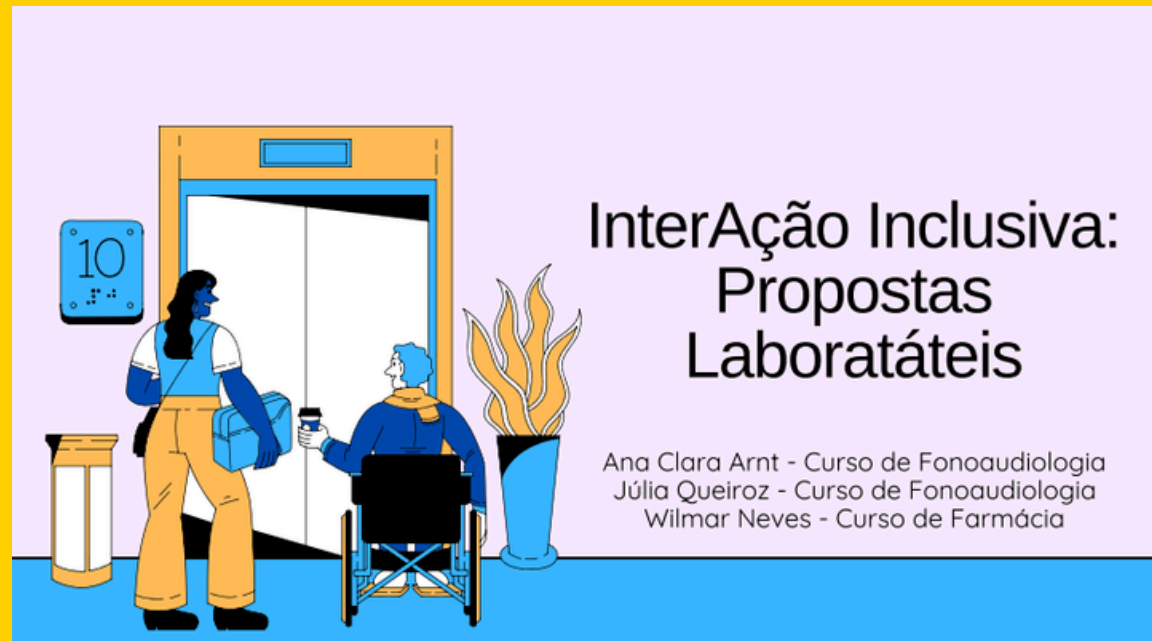 10
InterAção Inclusiva:
Propostas
Laboratáteis
Ana Clara Arnt - Curso de Fonoaudiologia
Júlia Queiroz - Curso de Fonoaudiologia
Wilmar Neves - Curso de Farmácia